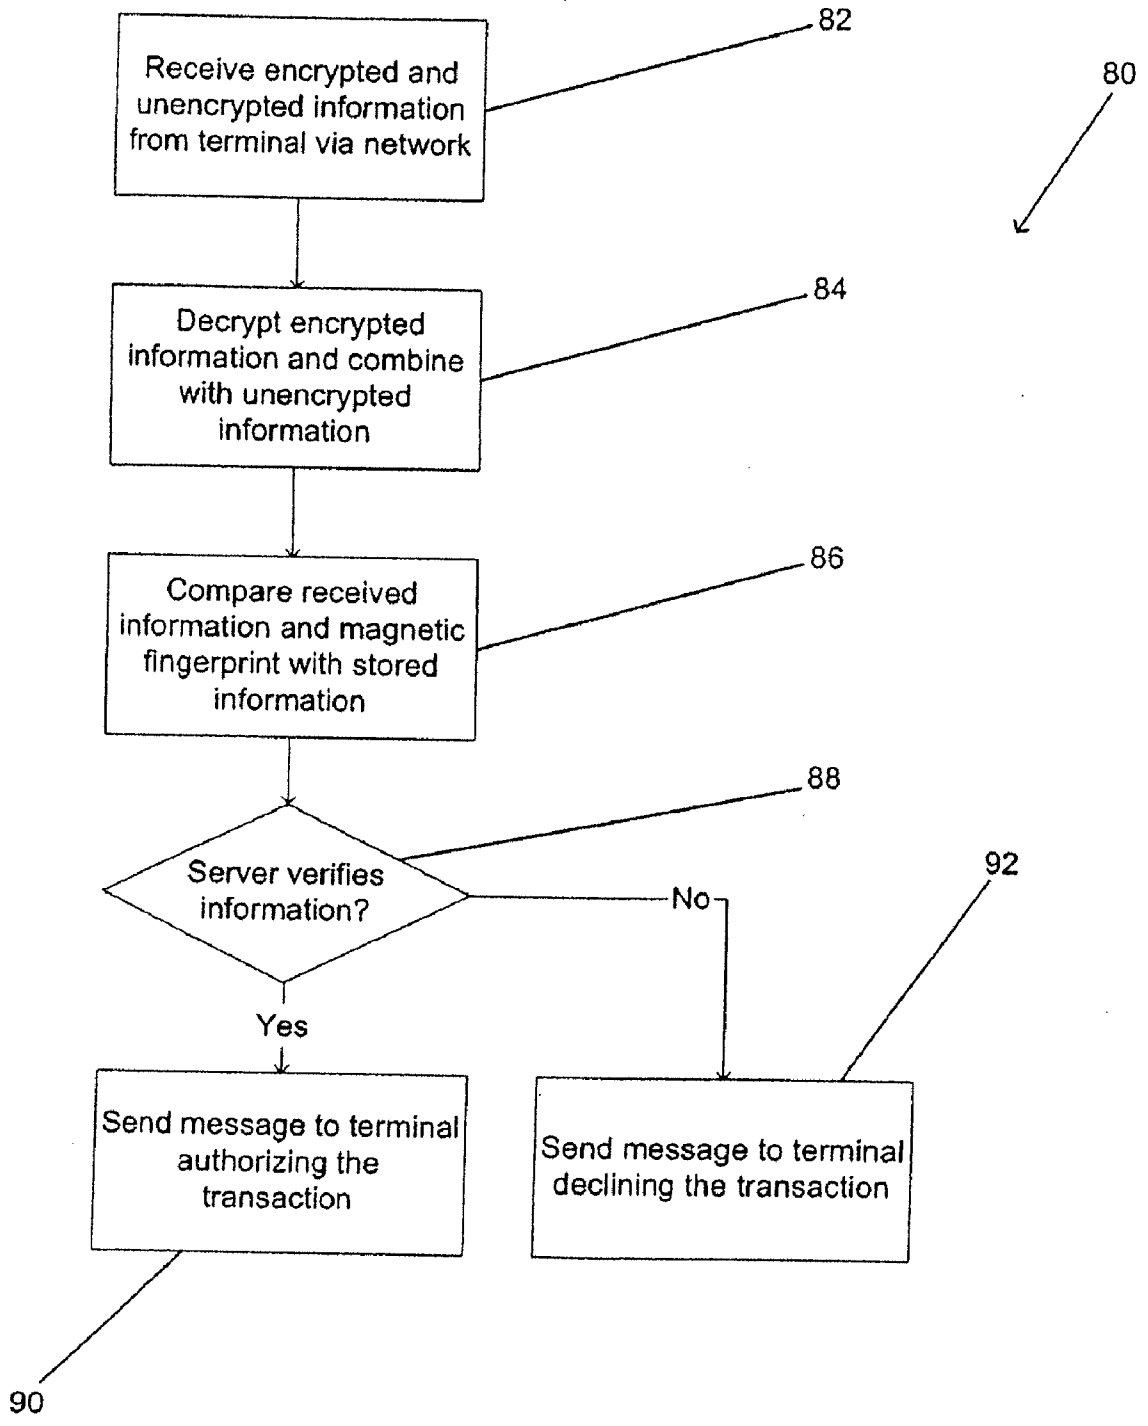 82
80
Receive encrypted and
unencrypted information
from terminal via network
84
Decrypt encrypted
information and combine
with unencrypted
information
86
Compare received
information and magnetic
fingerprint with stored
information
88
Server verifies
information?
92
No
Yes
Send message to terminal
authorizing the
transaction
Send message to terminal
declining the transaction
90